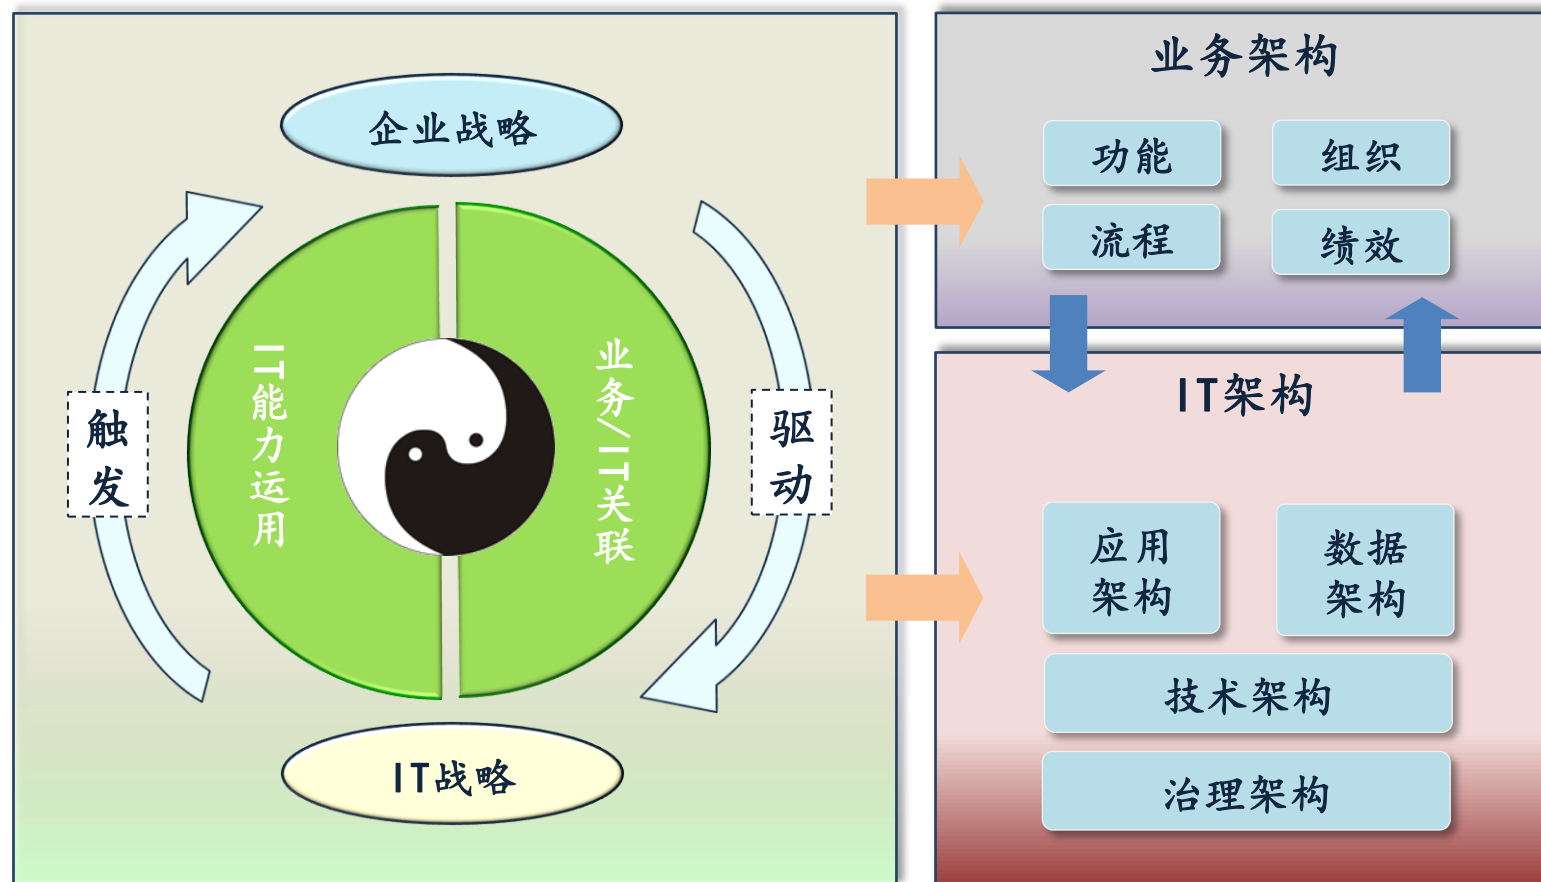 企业战略
触发
IT能力运用
业务/IT关联
驱动
IT战略
业务架构
功能
组织
流程
绩效
IT架构
应用
架构
数据
架构
技术架构
治理架构